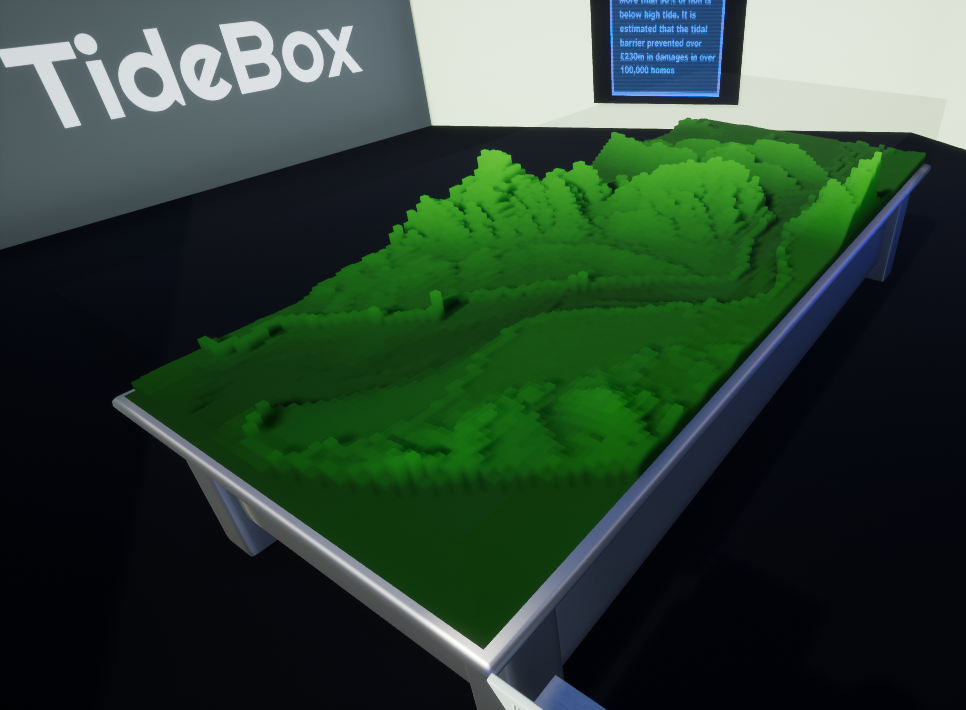 TideBox
below high tide. It is
estimated that the tidal
barrier prevented over
£230m in damages in over
100,000 homes